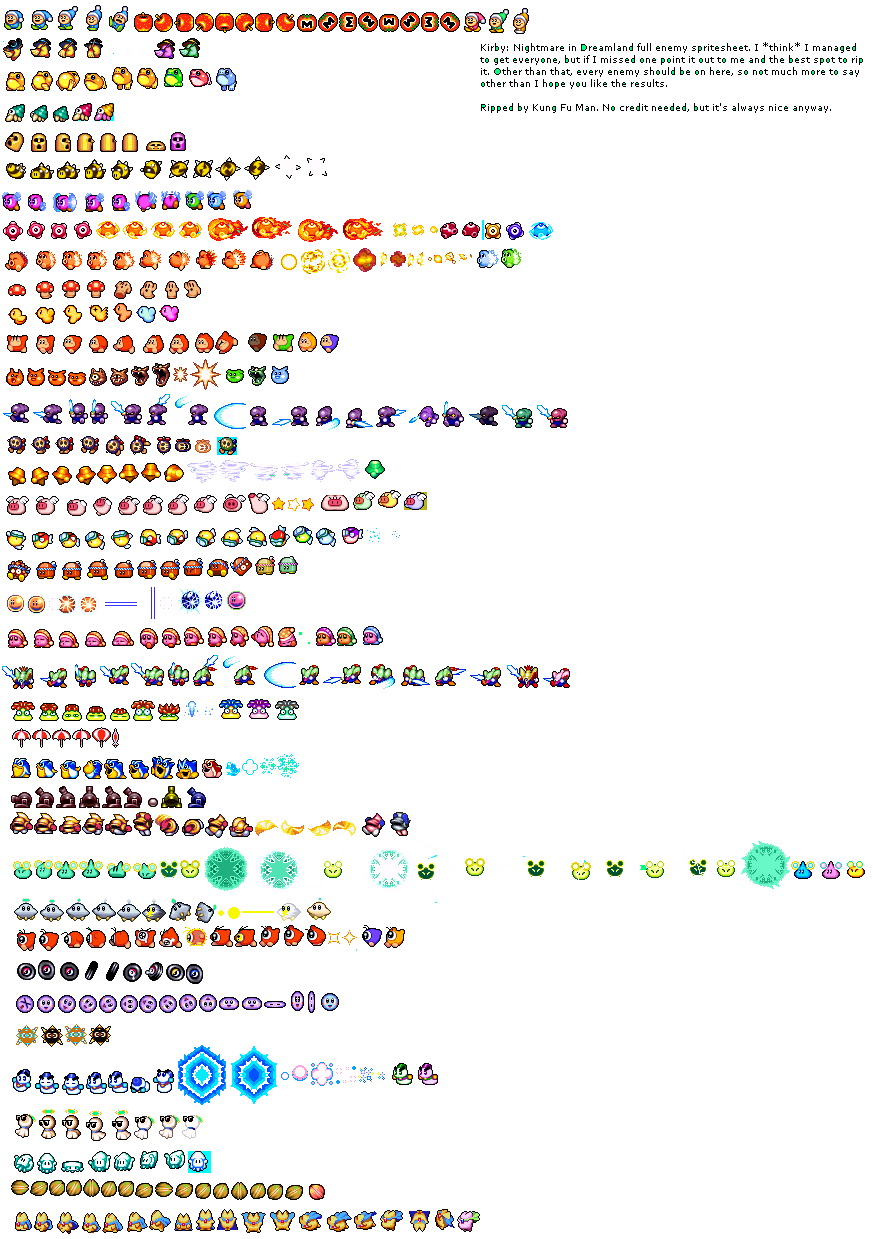 Kirby: Nightmare in Dreamland full enemy spritesheet. I *think* I managed
to get everyone, but if I missed one point it out to me and the best spot to rip
it. Other than that, every enemy should be on here, so not much more to say
other than I hope you like the results.
Ripped by Kung Fu Man. No credit needed, but it's always nice anyway.